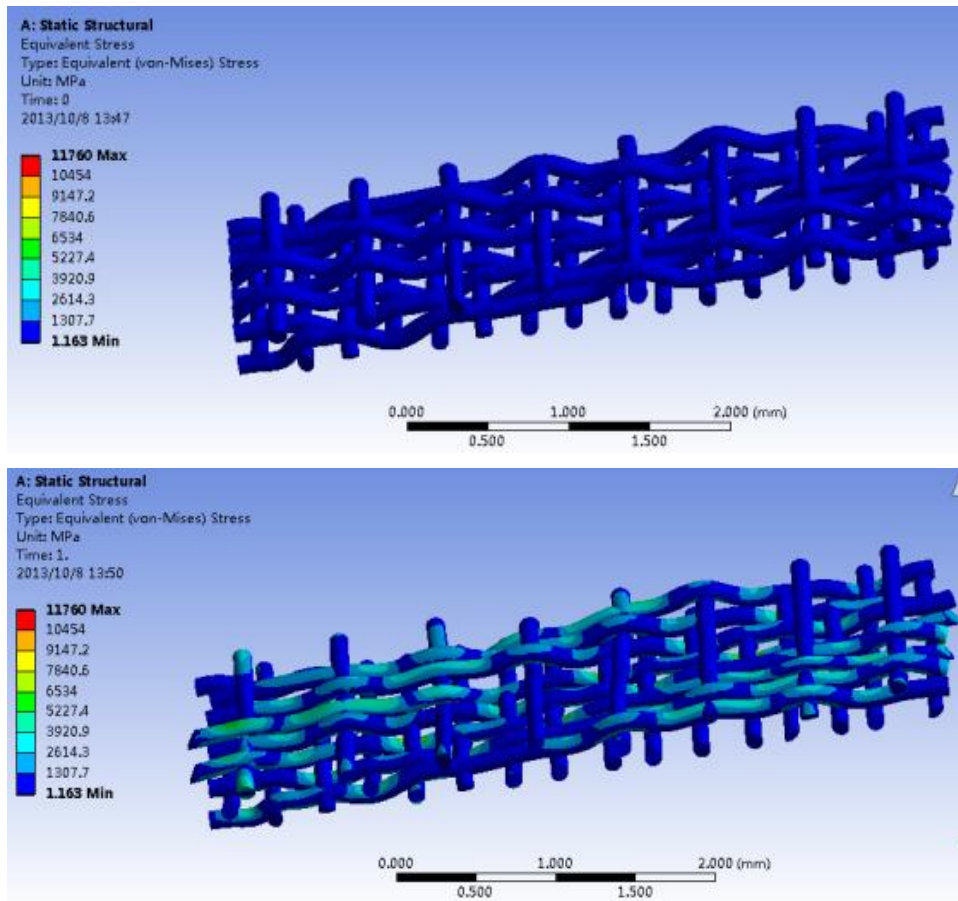 A: Static Structural
Equivalent Stress
Type: Equivalent (von-Mises) Stress
Unit: MPa
Time: 0
2013/10/8 13:47
11760 Max
10454
9147.2
7840.6
6534
5227.4
3920.9
2614.3
1307.7
1.163 Min
0.000 1.000 2.000 (mm)
0.500 1.500
A: Static Structural
Equivalent Stress
Type: Equivalent (von-Mises) Stress
Unit: MPa
Time: 1.
2013/10/8 13:50
11760 Max
10454
9147.2
7840.6
6534
5227.4
3920.9
2614.3
1307.7
1.163 Min
0.000 1.000 2.000 (mm)
0.500 1.500